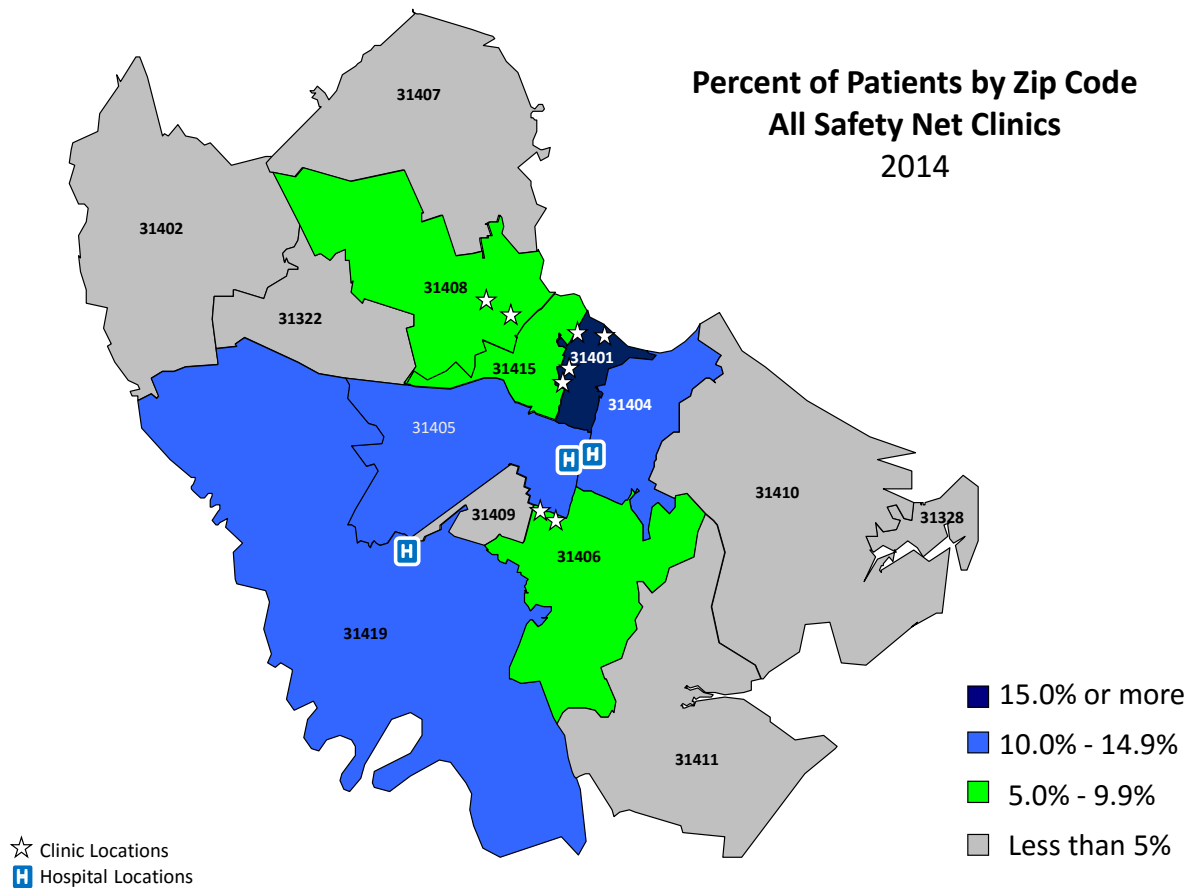 Percent of Patients by Zip Code
All Safety Net Clinics
2014
31407
31402
31408
31322
31415
31401
31404
31405
H H
31410
31409
31328
H
31406
31419
31411
15.0% or more
10.0% - 14.9%
5.0% - 9.9%
Less than 5%
Clinic Locations
H Hospital Locations